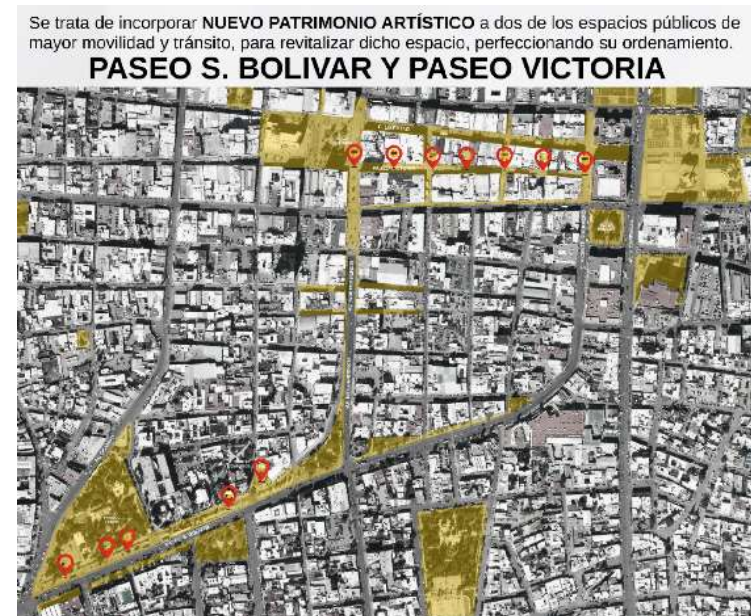 Se trata de incorporar NUEVO PATRIMONIO ARTÍSTICO a dos de los espacios públicos de
mayor movilidad y tránsito, para revitalizar dicho espacio, perfeccionando su ordenamiento.
PASEO S. BOLIVAR Y PASEO VICTORIA